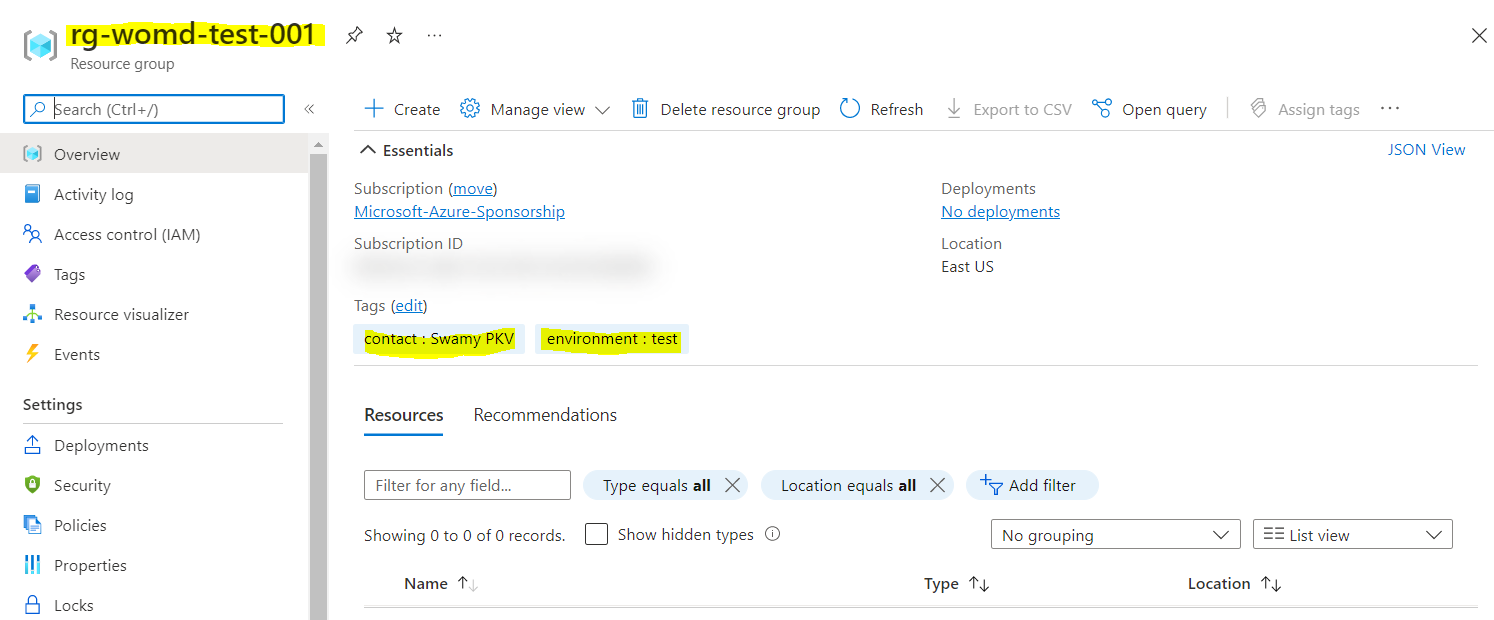 rg-womd-test-001
Resource group
Search (Ctrl+/)
Overview
Activity log
Access control (IAM)
Tags
Resource visualizer
Events
Settings
Deployments
Security
Policies
Properties
Locks
Create Manage view Delete resource group Refresh Export to CSV Open query Assign tags
Essentials JSON View
Subscription (move)
Microsoft-Azure-Sponsorship
Subscription ID
Deployments
No deployments
Location
East US
Tags (edit)
contact : Swamy PKV environment : test
Resources Recommendations
Filter for any field... Type equals all Location equals all Add filter
Showing 0 to 0 of 0 records. Show hidden types No grouping List view
Name Type Location